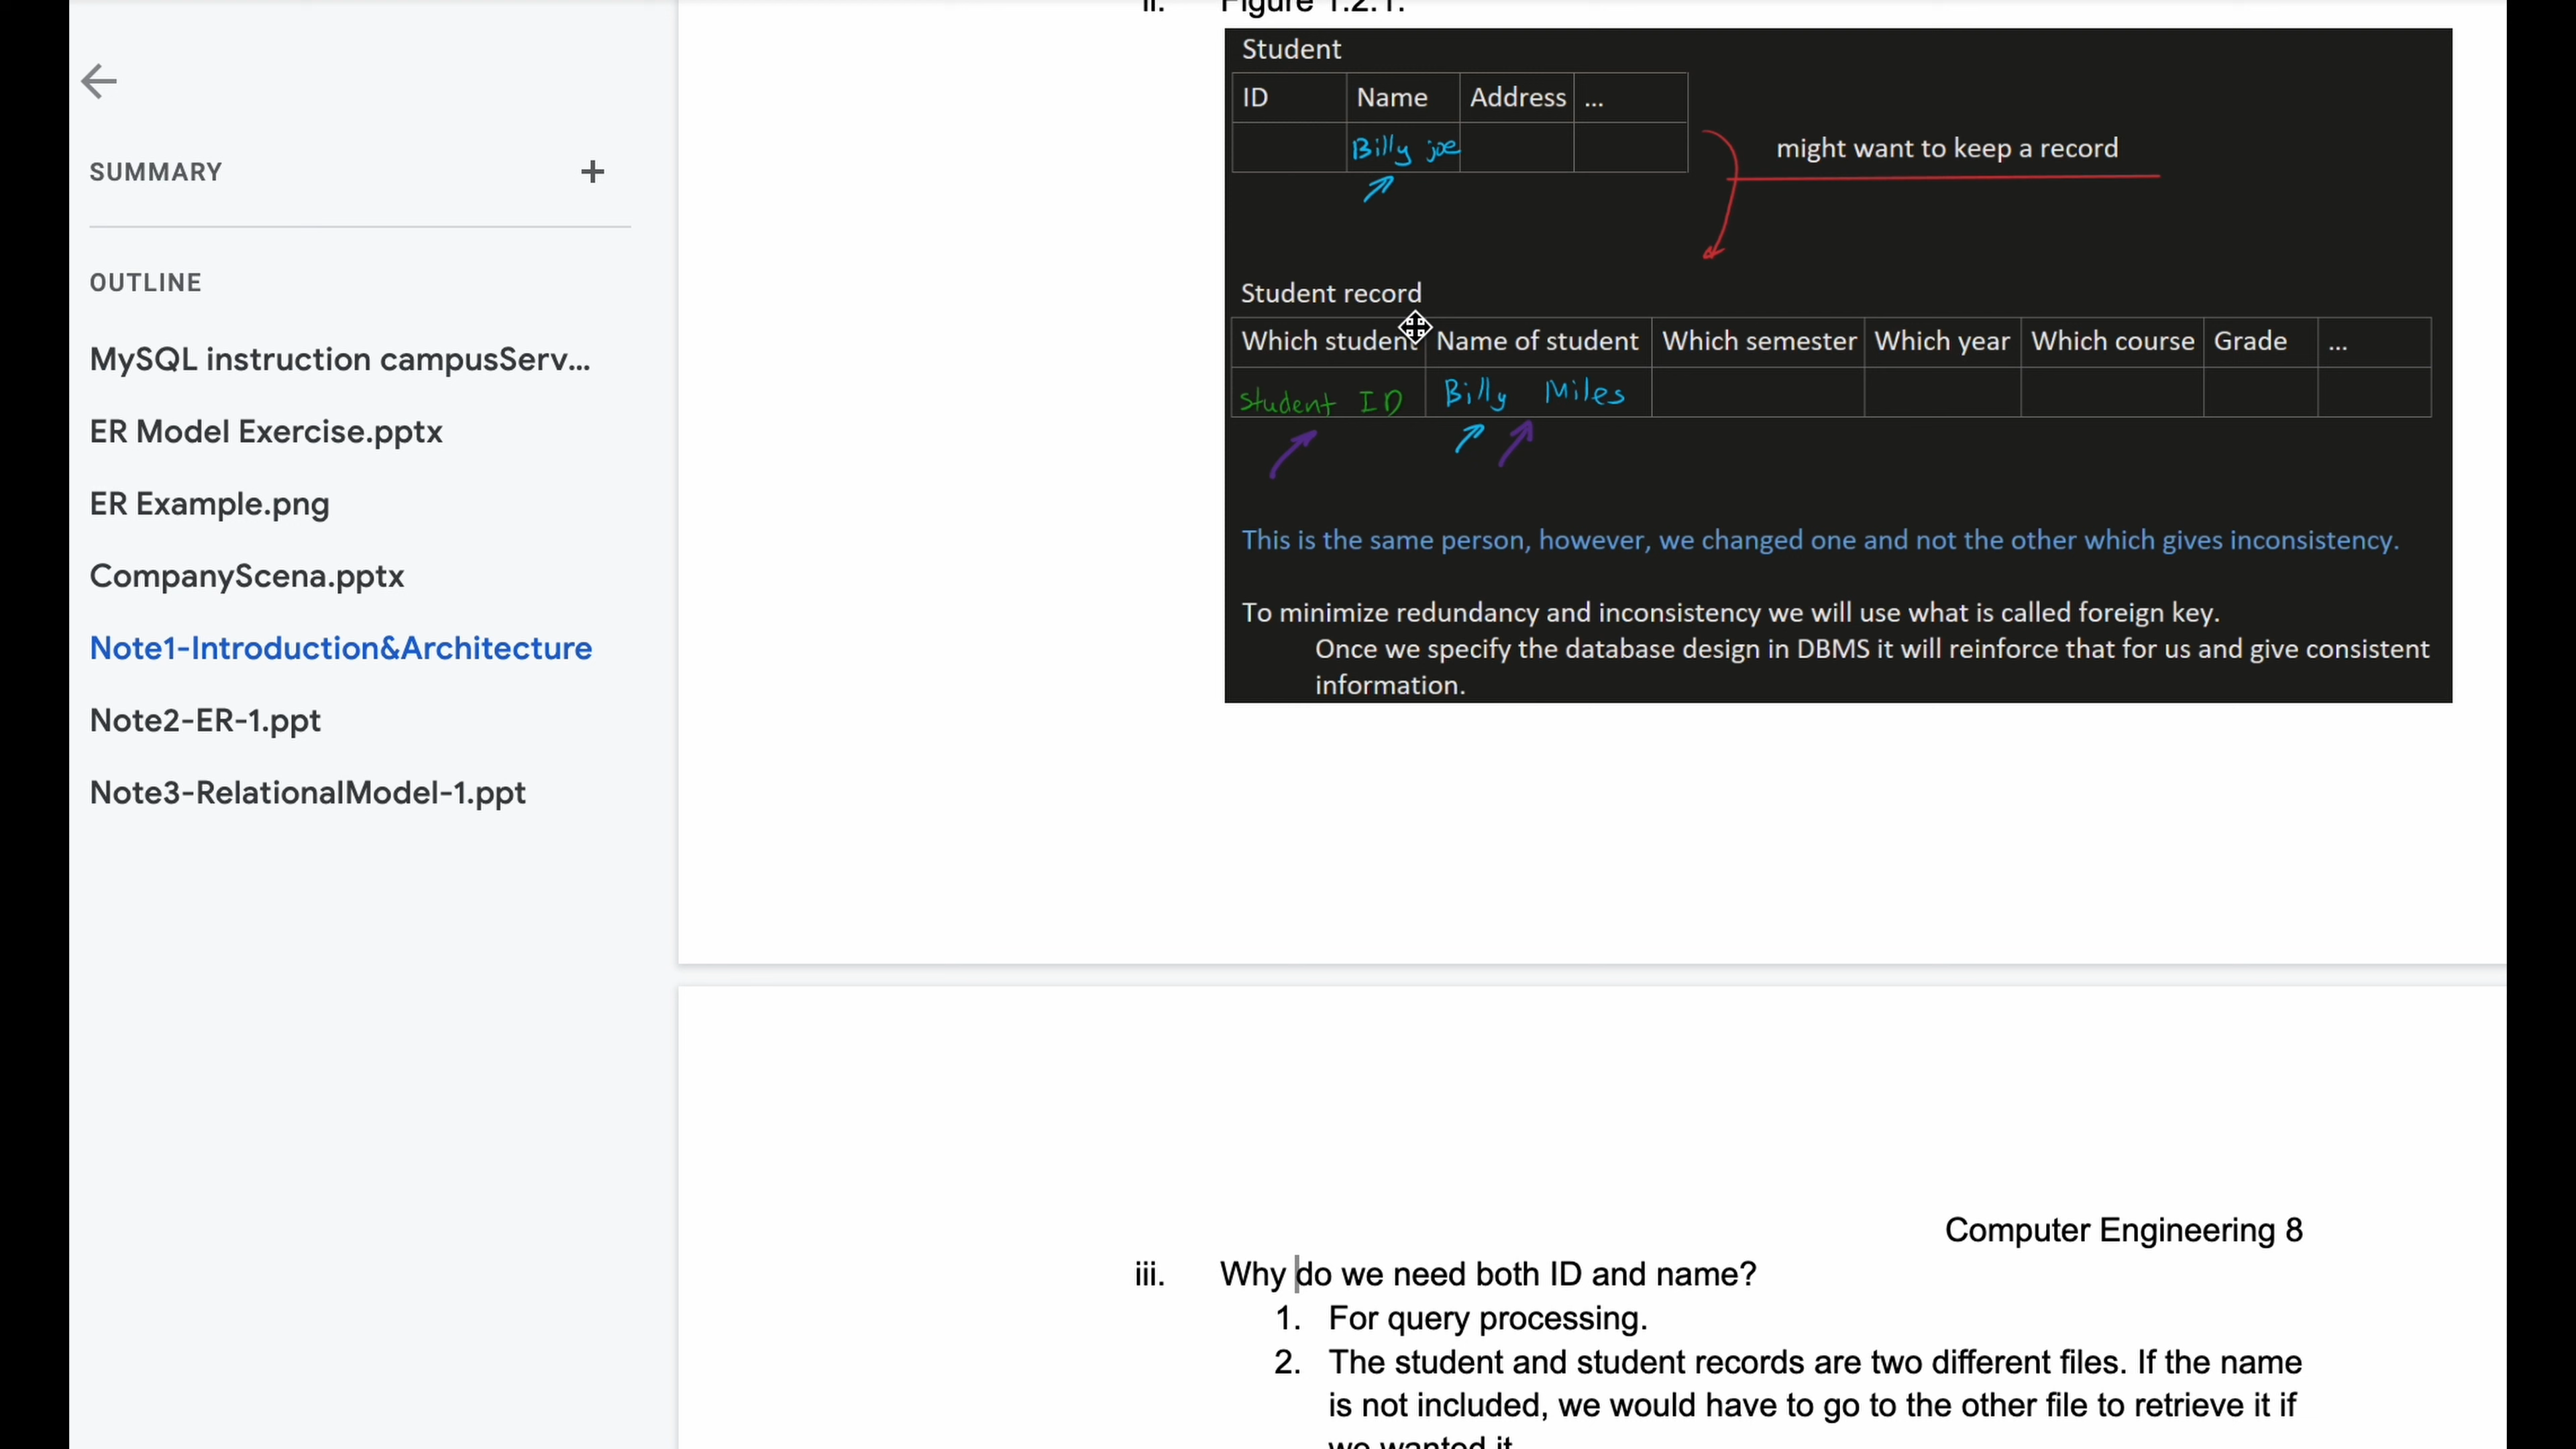 SUMMARY
OUTLINE
MySQL instruction campusServ...
ER Model Exercise.pptx
ER Example.png
CompanyScena.pptx
Note1-Introduction&Architecture
Note2-ER-1.ppt
Note3-RelationalModel-1.ppt
ii. Figure 1.2.1.
Student
ID Name Address ...
Billy joe
might want to keep a record
Student record
Which student Name of student Which semester Which year Which course Grade ...
Student ID Billy Miles
This is the same person, however, we changed one and not the other which gives inconsistency.
To minimize redundancy and inconsistency we will use what is called foreign key.
Once we specify the database design in DBMS it will reinforce that for us and give consistent
information.
Computer Engineering 8
iii. Why do we need both ID and name?
1. For query processing.
2. The student and student records are two different files. If the name
is not included, we would have to go to the other file to retrieve it if
we wanted it